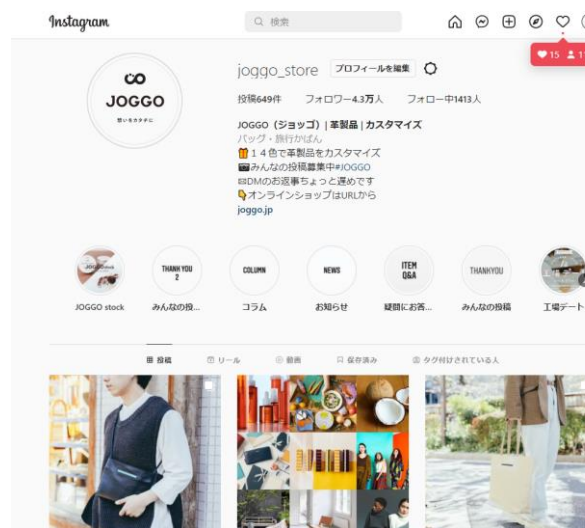 Instagram
検索
15
joggo_store プロフィールを編集
投稿649件 フォロワー4.3万人 フォロー中1413人
JOGGO
想いをカタチに
JOGGO（ジョッゴ）| 革製品 | カスタマイズ
バッグ・旅行かばん
🎁１４色で革製品をカスタマイズ
📷みんなの投稿募集中#JOGGO
📧DMのお返事ちょっと遅めです
👇オンラインショップはURLから
joggo.jp
THANK YOU
2
COLUMN
NEWS
ITEM
Q&A
THANKYOU
JOGGO stock みんなの投... コラム お知らせ 疑問にお答... みんなの投稿 工場デート
投稿 リール 動画 保存済み タグ付けされている人